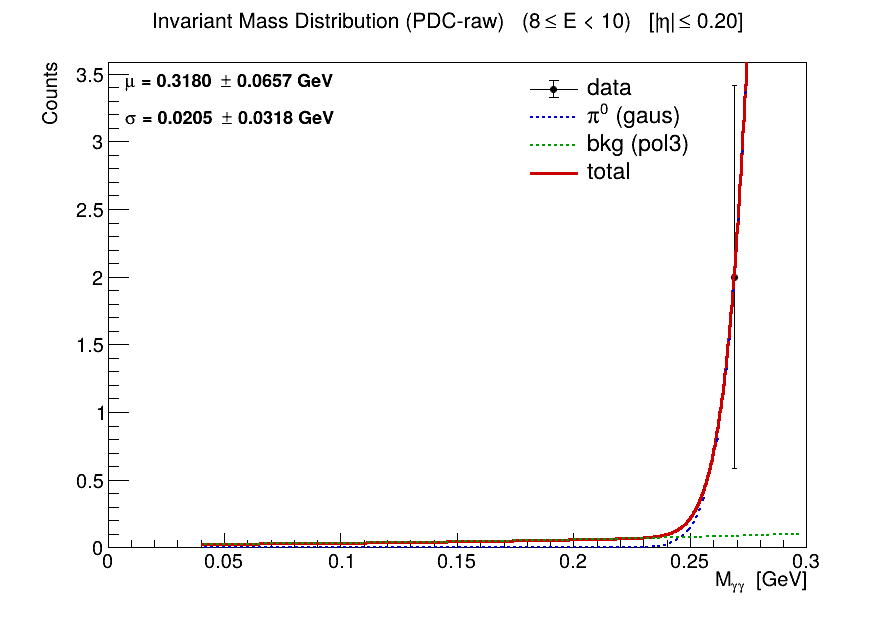 Invariant Mass Distribution (PDC-raw) (8 ≤ E < 10) [|η| ≤ 0.20]
Counts
μ = 0.3180 ± 0.0657 GeV
σ = 0.0205 ± 0.0318 GeV
data
π⁰ (gaus)
bkg (pol3)
total
3.5
3
2.5
2
1.5
1
0.5
0
0 0.05 0.1 0.15 0.2 0.25 0.3
M_γγ [GeV]